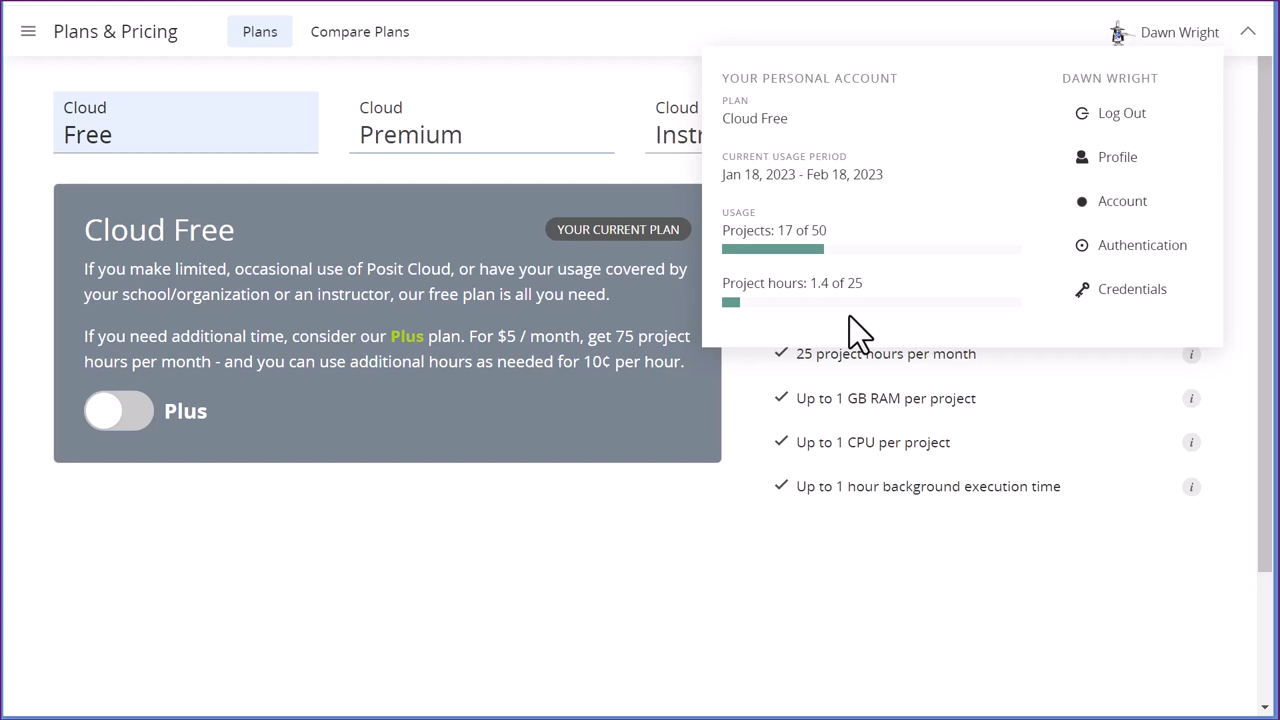 Plans & Pricing
Plans
Compare Plans
Dawn Wright
Cloud
Free
Cloud
Premium
Cloud
Instr
YOUR PERSONAL ACCOUNT
PLAN
Cloud Free
CURRENT USAGE PERIOD
Jan 18, 2023 - Feb 18, 2023
USAGE
Projects: 17 of 50
Project hours: 1.4 of 25
DAWN WRIGHT
Log Out
Profile
Account
Authentication
Credentials
Cloud Free
YOUR CURRENT PLAN
If you make limited, occasional use of Posit Cloud, or have your usage covered by
your school/organization or an instructor, our free plan is all you need.
If you need additional time, consider our Plus plan. For $5 / month, get 75 project
hours per month - and you can use additional hours as needed for 10¢ per hour.
Plus
25 project hours per month
Up to 1 GB RAM per project
Up to 1 CPU per project
Up to 1 hour background execution time